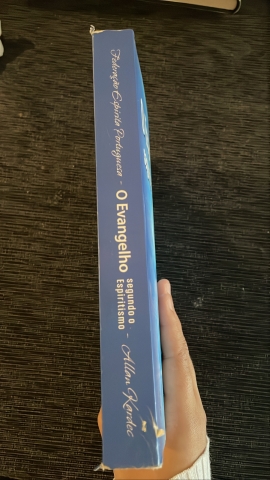 Federação Espírita Portuguesa - O Evangelho segundo o Espiritismo - Allan Kardec